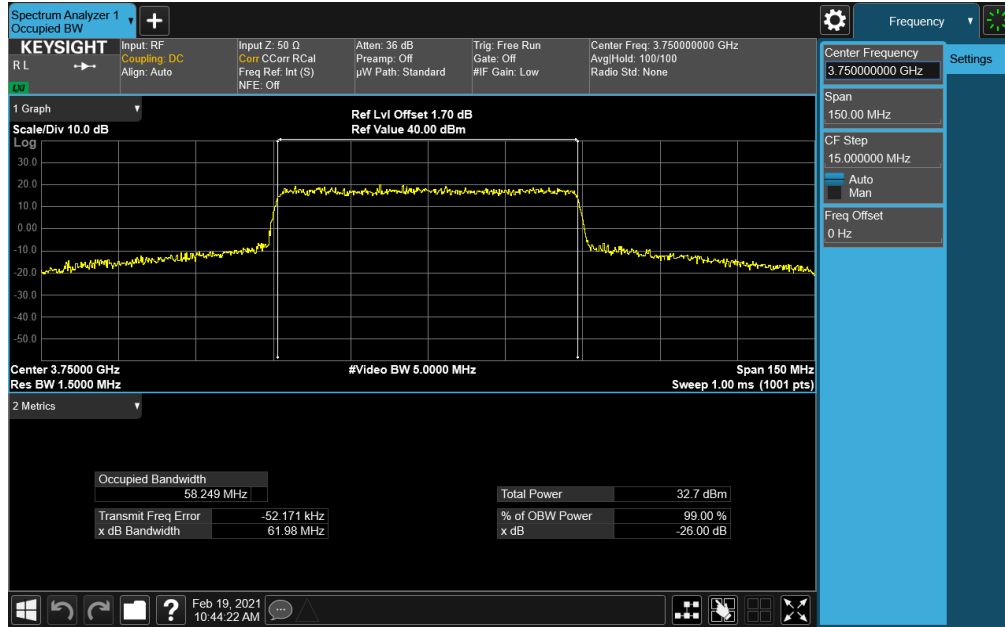 Spectrum Analyzer 1
Occupied BW
Frequency
KEYSIGHT
R L
LXI
Input: RF
Coupling: DC
Align: Auto
Input Z: 50 Ω
Corr CCorr RCal
Freq Ref: Int (S)
NFE: Off
Atten: 36 dB
Preamp: Off
µW Path: Standard
Trig: Free Run
Gate: Off
#IF Gain: Low
Center Freq: 3.750000000 GHz
Avg|Hold: 100/100
Radio Std: None
Center Frequency
3.750000000 GHz
Settings
Span
150.00 MHz
CF Step
15.000000 MHz
Auto
Man
Freq Offset
0 Hz
1 Graph
Scale/Div 10.0 dB
Ref Lvl Offset 1.70 dB
Ref Value 40.00 dBm
Log
30.0
20.0
10.0
0.00
-10.0
-20.0
-30.0
-40.0
-50.0
Center 3.75000 GHz
#Video BW 5.0000 MHz
Span 150 MHz
Res BW 1.5000 MHz
Sweep 1.00 ms (1001 pts)
2 Metrics
Occupied Bandwidth
58.249 MHz
Total Power 32.7 dBm
Transmit Freq Error -52.171 kHz
% of OBW Power 99.00 %
x dB Bandwidth 61.98 MHz
x dB -26.00 dB
Feb 19, 2021
10:44:22 AM